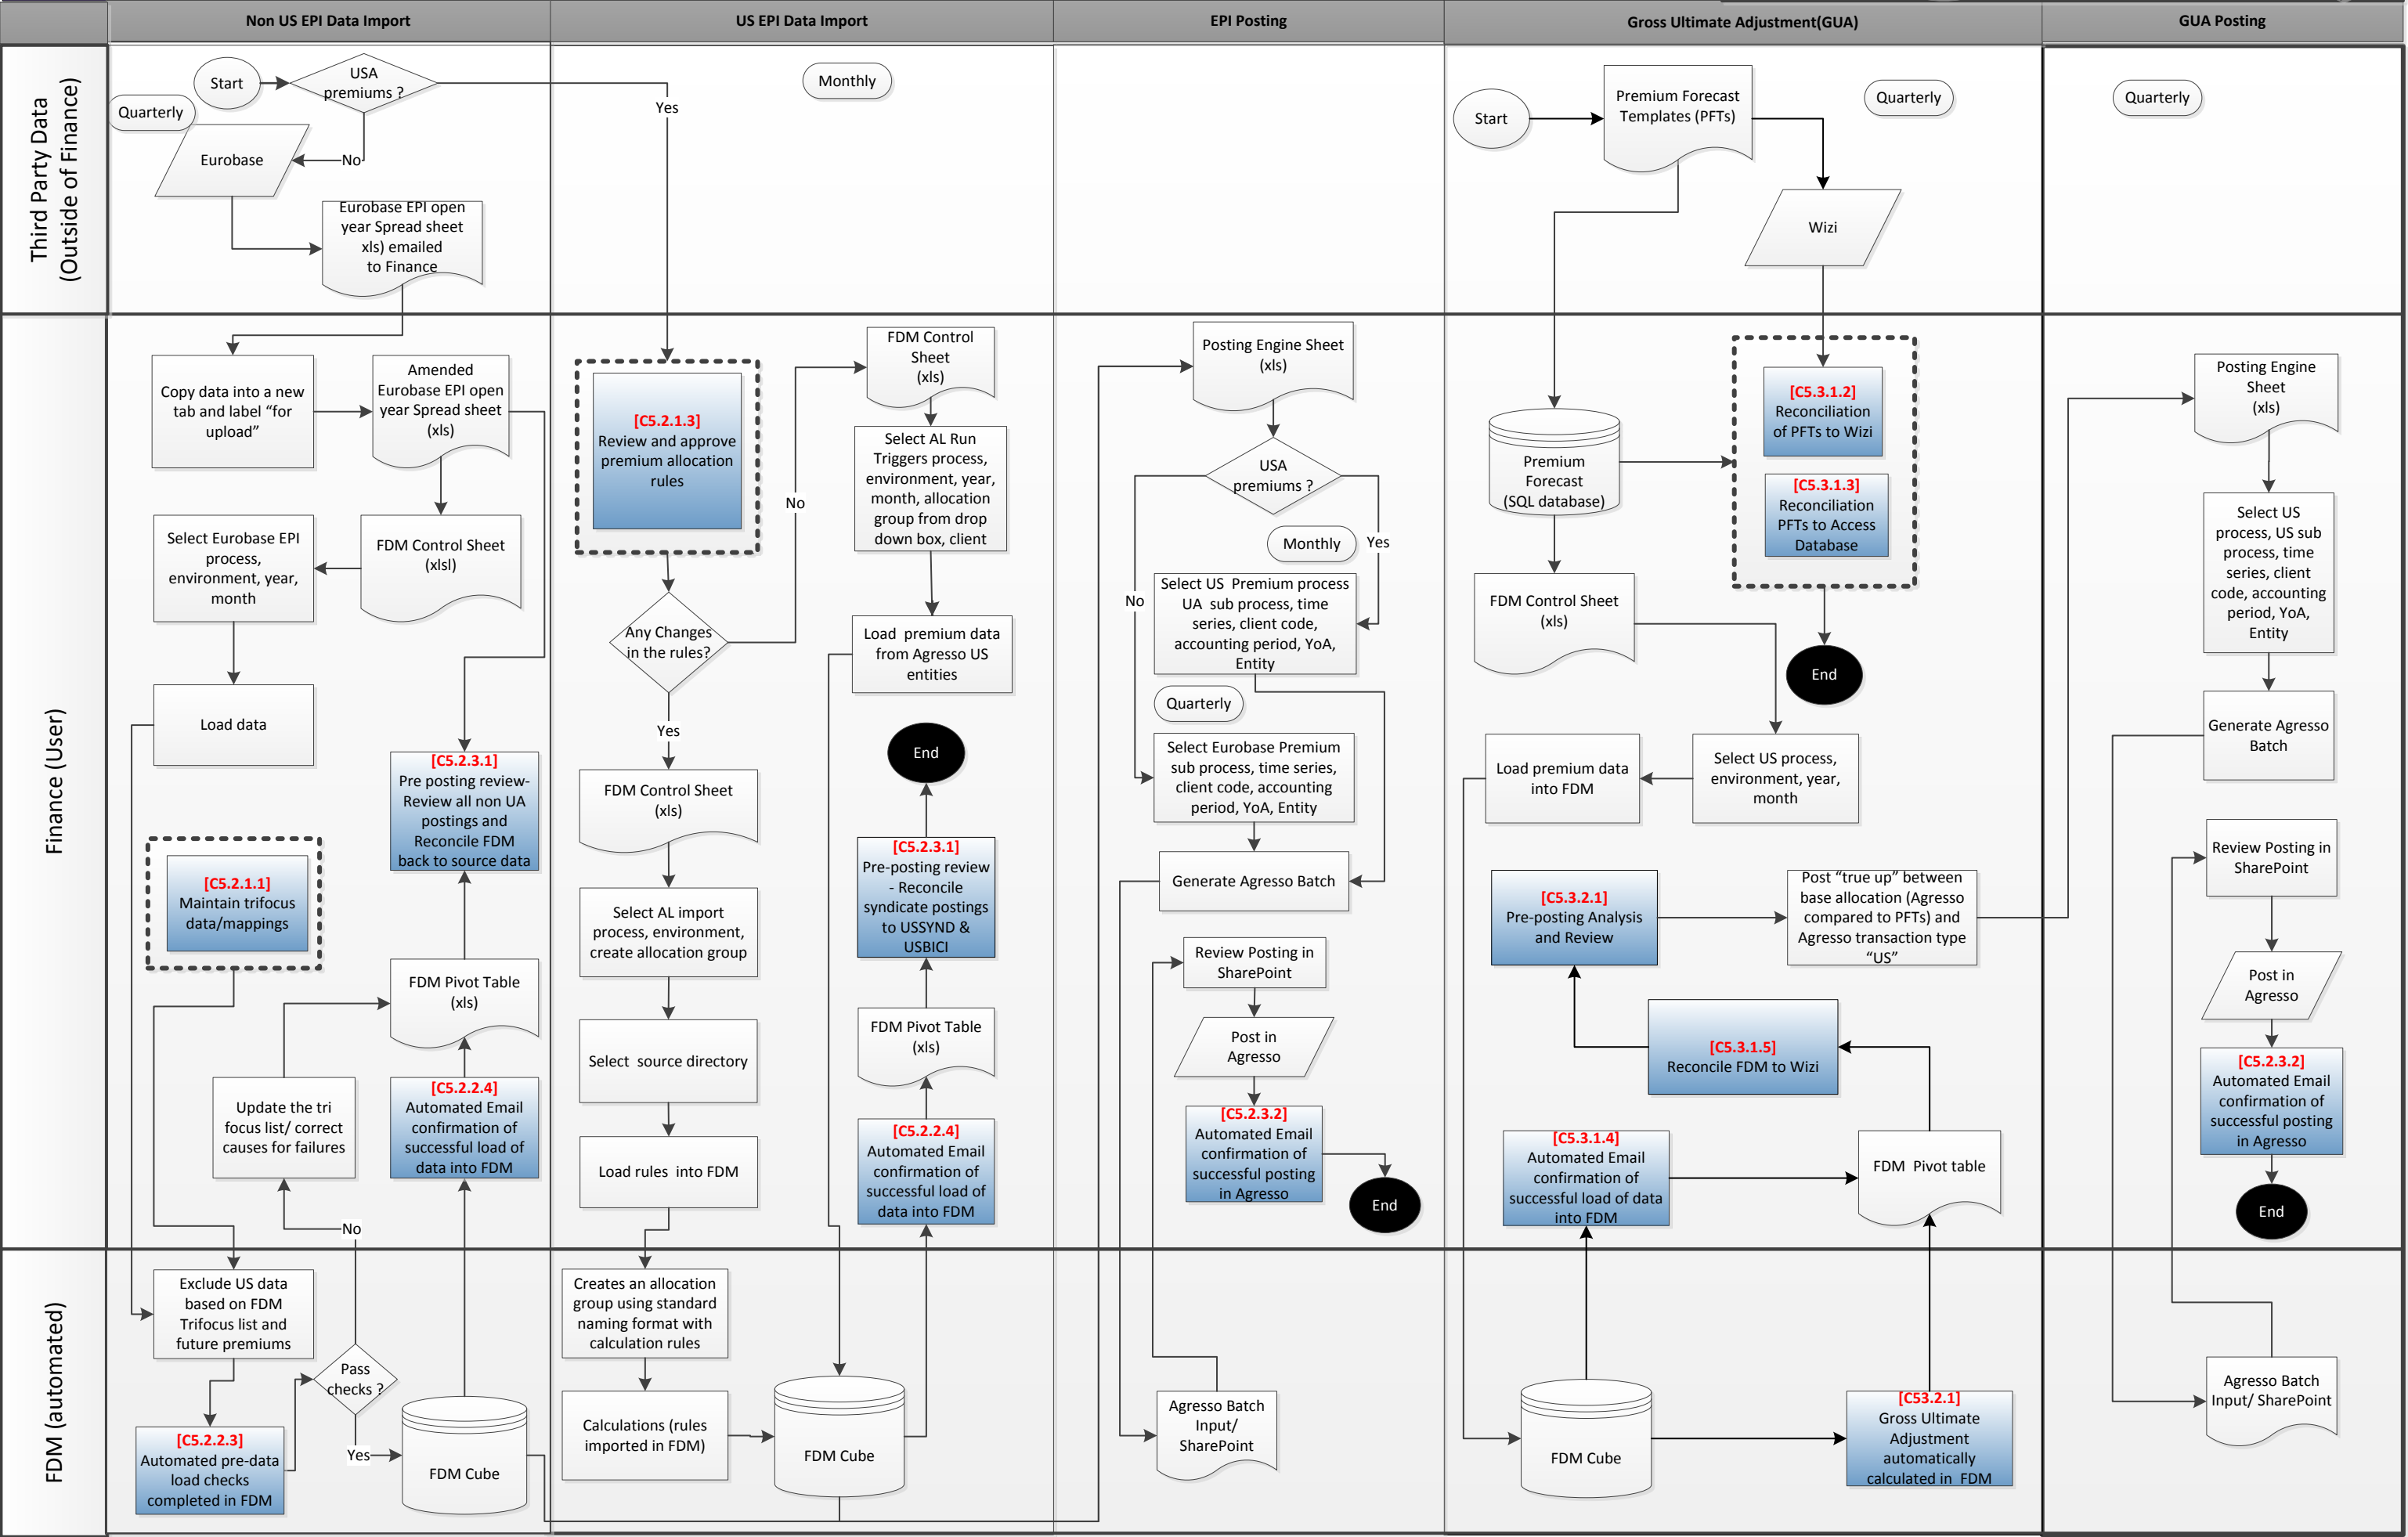 Non US EPI Data Import
US EPI Data Import
EPI Posting
Gross Ultimate Adjustment(GUA)
GUA Posting
Third Party Data
(Outside of Finance)
Finance (User)
FDM (automated)
Start
USA
premiums ?
Quarterly
No
Eurobase
Eurobase EPI open
year Spread sheet
xls) emailed
to Finance
Copy data into a new
tab and label “for
upload”
Amended
Eurobase EPI open
year Spread sheet
(xls)
Select Eurobase EPI
process,
environment, year,
month
FDM Control Sheet
(xlsl)
Load data
[C5.2.3.1]
Pre posting review-
Review all non UA
postings and
Reconcile FDM
back to source data
[C5.2.1.1]
Maintain trifocus
data/mappings
FDM Pivot Table
(xls)
Update the tri
focus list/ correct
causes for failures
[C5.2.2.4]
Automated Email
confirmation of
successful load of
data into FDM
No
Exclude US data
based on FDM
Trifocus list and
future premiums
Pass
checks ?
Yes
[C5.2.2.3]
Automated pre-data
load checks
completed in FDM
FDM Cube
Monthly
Yes
[C5.2.1.3]
Review and approve
premium allocation
rules
No
FDM Control
Sheet
(xls)
Select AL Run
Triggers process,
environment, year,
month, allocation
group from drop
down box, client
Any Changes
in the rules?
Load  premium data
from Agresso US
entities
Yes
End
FDM Control Sheet
(xls)
[C5.2.3.1]
Pre-posting review
- Reconcile
syndicate postings
to USSYND &
USBICI
Select AL import
process, environment,
create allocation group
Select  source directory
FDM Pivot Table
(xls)
Load rules  into FDM
[C5.2.2.4]
Automated Email
confirmation of
successful load of
data into FDM
Creates an allocation
group using standard
naming format with
calculation rules
Calculations (rules
imported in FDM)
FDM Cube
Posting Engine Sheet
(xls)
USA
premiums ?
Monthly
Yes
No
Select US  Premium process
UA  sub process, time
series, client code,
accounting period, YoA,
Entity
Quarterly
Select Eurobase Premium
sub process, time series,
client code, accounting
period, YoA, Entity
Generate Agresso Batch
Review Posting in
SharePoint
Post in
Agresso
[C5.2.3.2]
Automated Email
confirmation of
successful posting
in Agresso
End
Agresso Batch
Input/
SharePoint
Start
Premium Forecast
Templates (PFTs)
Quarterly
Wizi
[C5.3.1.2]
Reconciliation
of PFTs to Wizi
[C5.3.1.3]
Reconciliation
PFTs to Access
Database
Premium
Forecast
(SQL database)
FDM Control Sheet
(xls)
End
Load premium data
into FDM
Select US process,
environment, year,
month
[C5.3.2.1]
Pre-posting Analysis
and Review
Post “true up” between
base allocation (Agresso
compared to PFTs) and
Agresso transaction type
“US”
[C5.3.1.5]
Reconcile FDM to Wizi
[C5.3.1.4]
Automated Email
confirmation of
successful load of data
into FDM
FDM  Pivot table
FDM Cube
[C53.2.1]
Gross Ultimate
Adjustment
automatically
calculated in  FDM
Quarterly
Posting Engine
Sheet
(xls)
Select US
process, US sub
process, time
series, client
code, accounting
period, YoA,
Entity
Generate Agresso
Batch
Review Posting in
SharePoint
Post in
Agresso
[C5.2.3.2]
Automated Email
confirmation of
successful posting
in Agresso
End
Agresso Batch
Input/ SharePoint